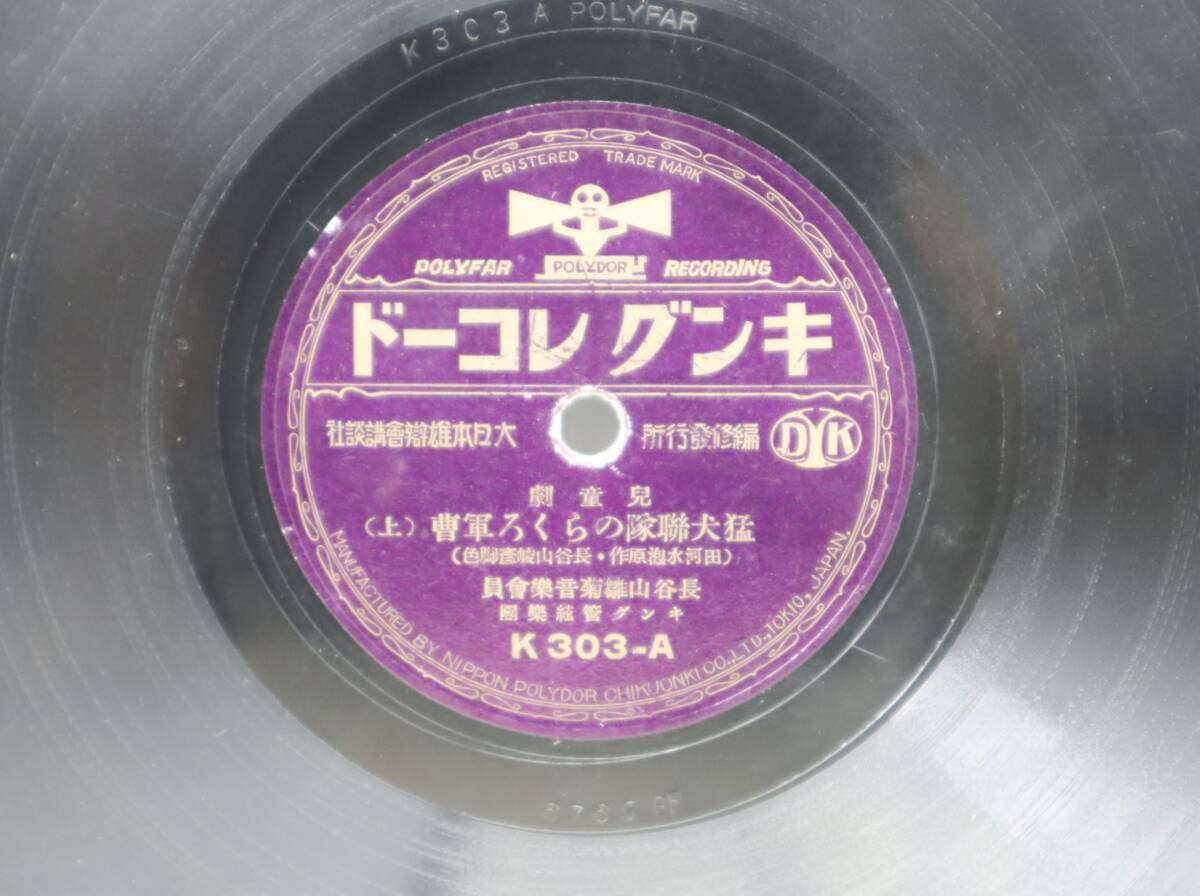 K303 A POLYFAR
REGISTERED TRADE MARK
POLYFAR POLYDOR RECORDING
キングレコード
DYK 編修發行所 大日本雄辯會講談社
兒童劇
猛犬聯隊のらくろ軍曹(上)
(田河水泡原作・長谷山峻彥脚色)
長谷山雛菊音樂會員
キング管絃樂團
K303-A
MANUFACTURED BY NIPPON POLYDOR CHIKUONKI CO., LTD., TOKIO, JAPAN.